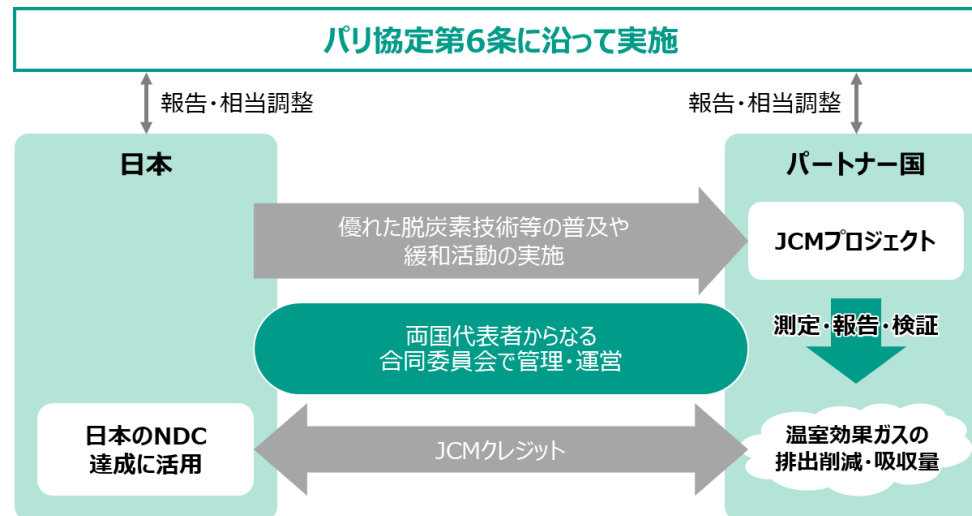 パリ協定第6条に沿って実施
報告・相当調整
報告・相当調整
日本
パートナー国
優れた脱炭素技術等の普及や
緩和活動の実施
JCMプロジェクト
測定・報告・検証
両国代表者からなる
合同委員会で管理・運営
日本のNDC
達成に活用
JCMクレジット
温室効果ガスの
排出削減・吸収量